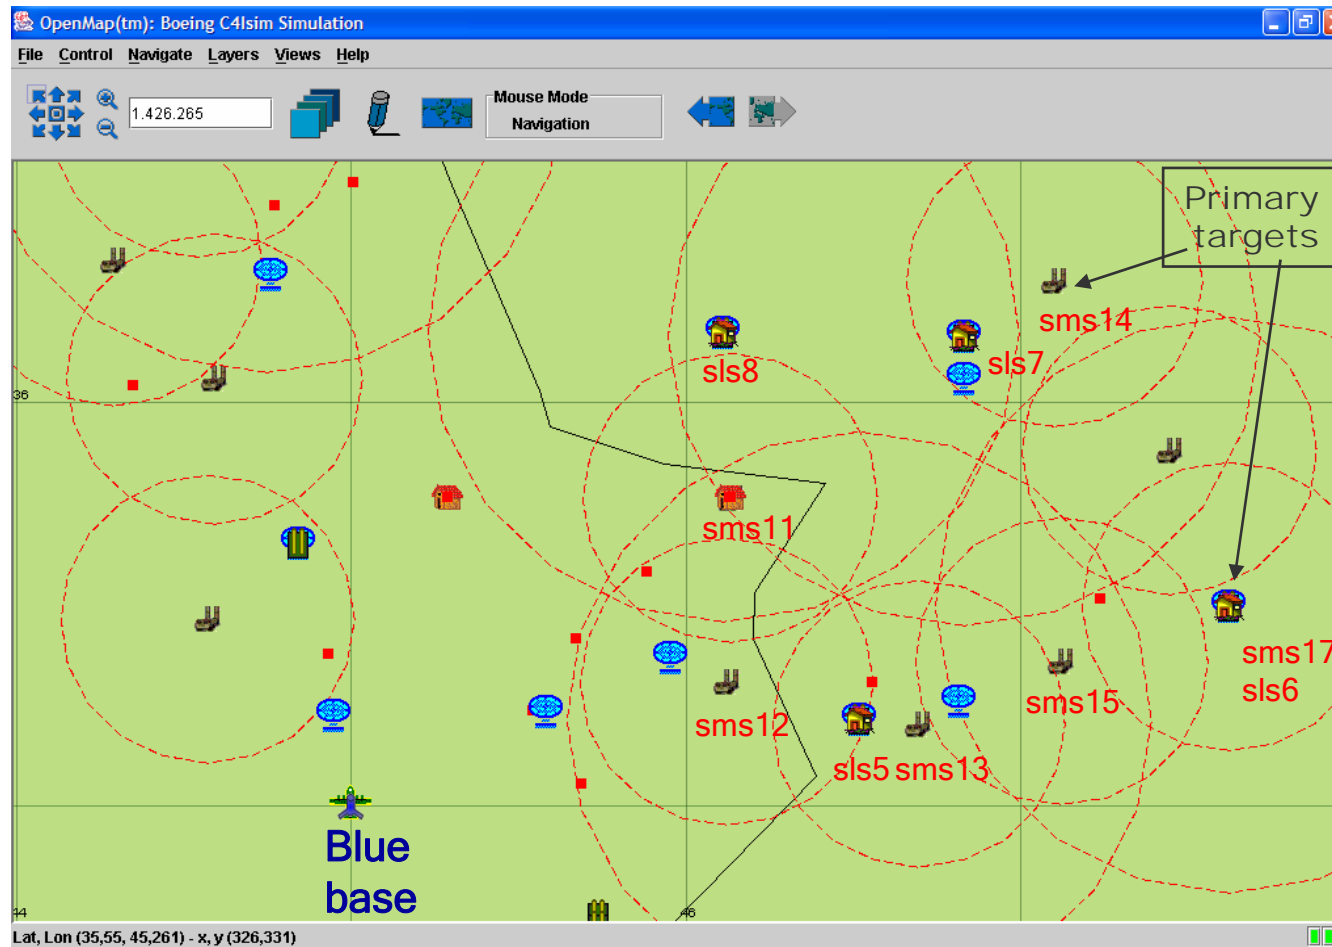 OpenMap(tm): Boeing C4Isim Simulation
File Control Navigate Layers Views Help
1.426.265
Mouse Mode
Navigation
Primary
targets
sms14
sls8
sls7
36
sms11
sms17
sls6
sms12
sms15
sls5 sms13
Blue
base
44
46
Lat, Lon (35,55, 45,261) - x, y (326,331)